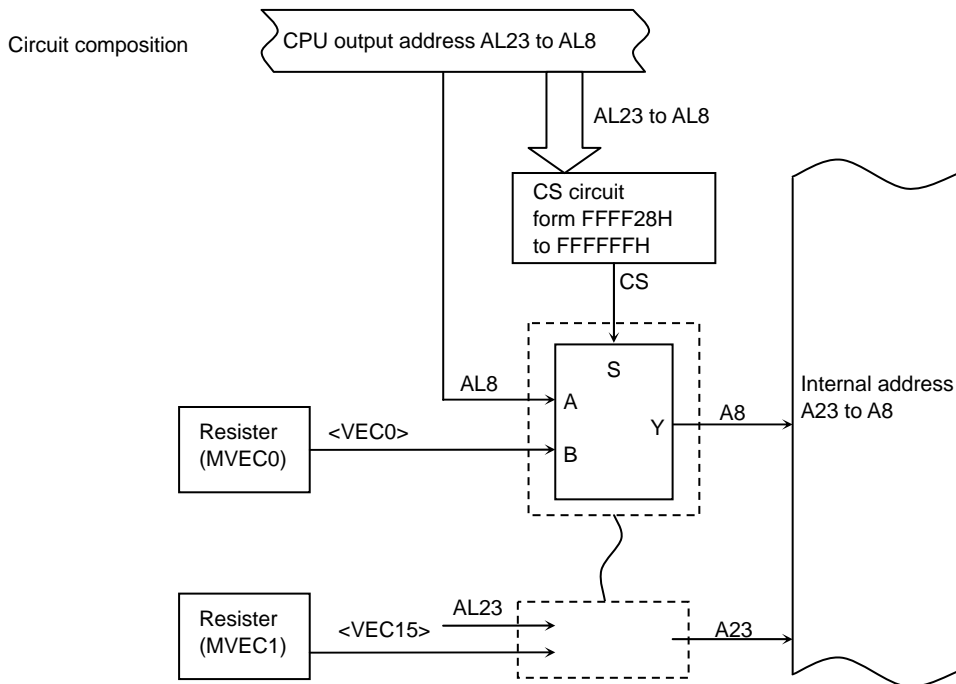 Circuit composition
CPU output address AL23 to AL8
AL23 to AL8
CS circuit
form FFFF28H
to FFFFFFH
CS
S
AL8
A
Internal address
A23 to A8
Y
A8
Resister
(MVEC0)
<VEC0>
B
Resister
(MVEC1)
AL23
<VEC15>
A23